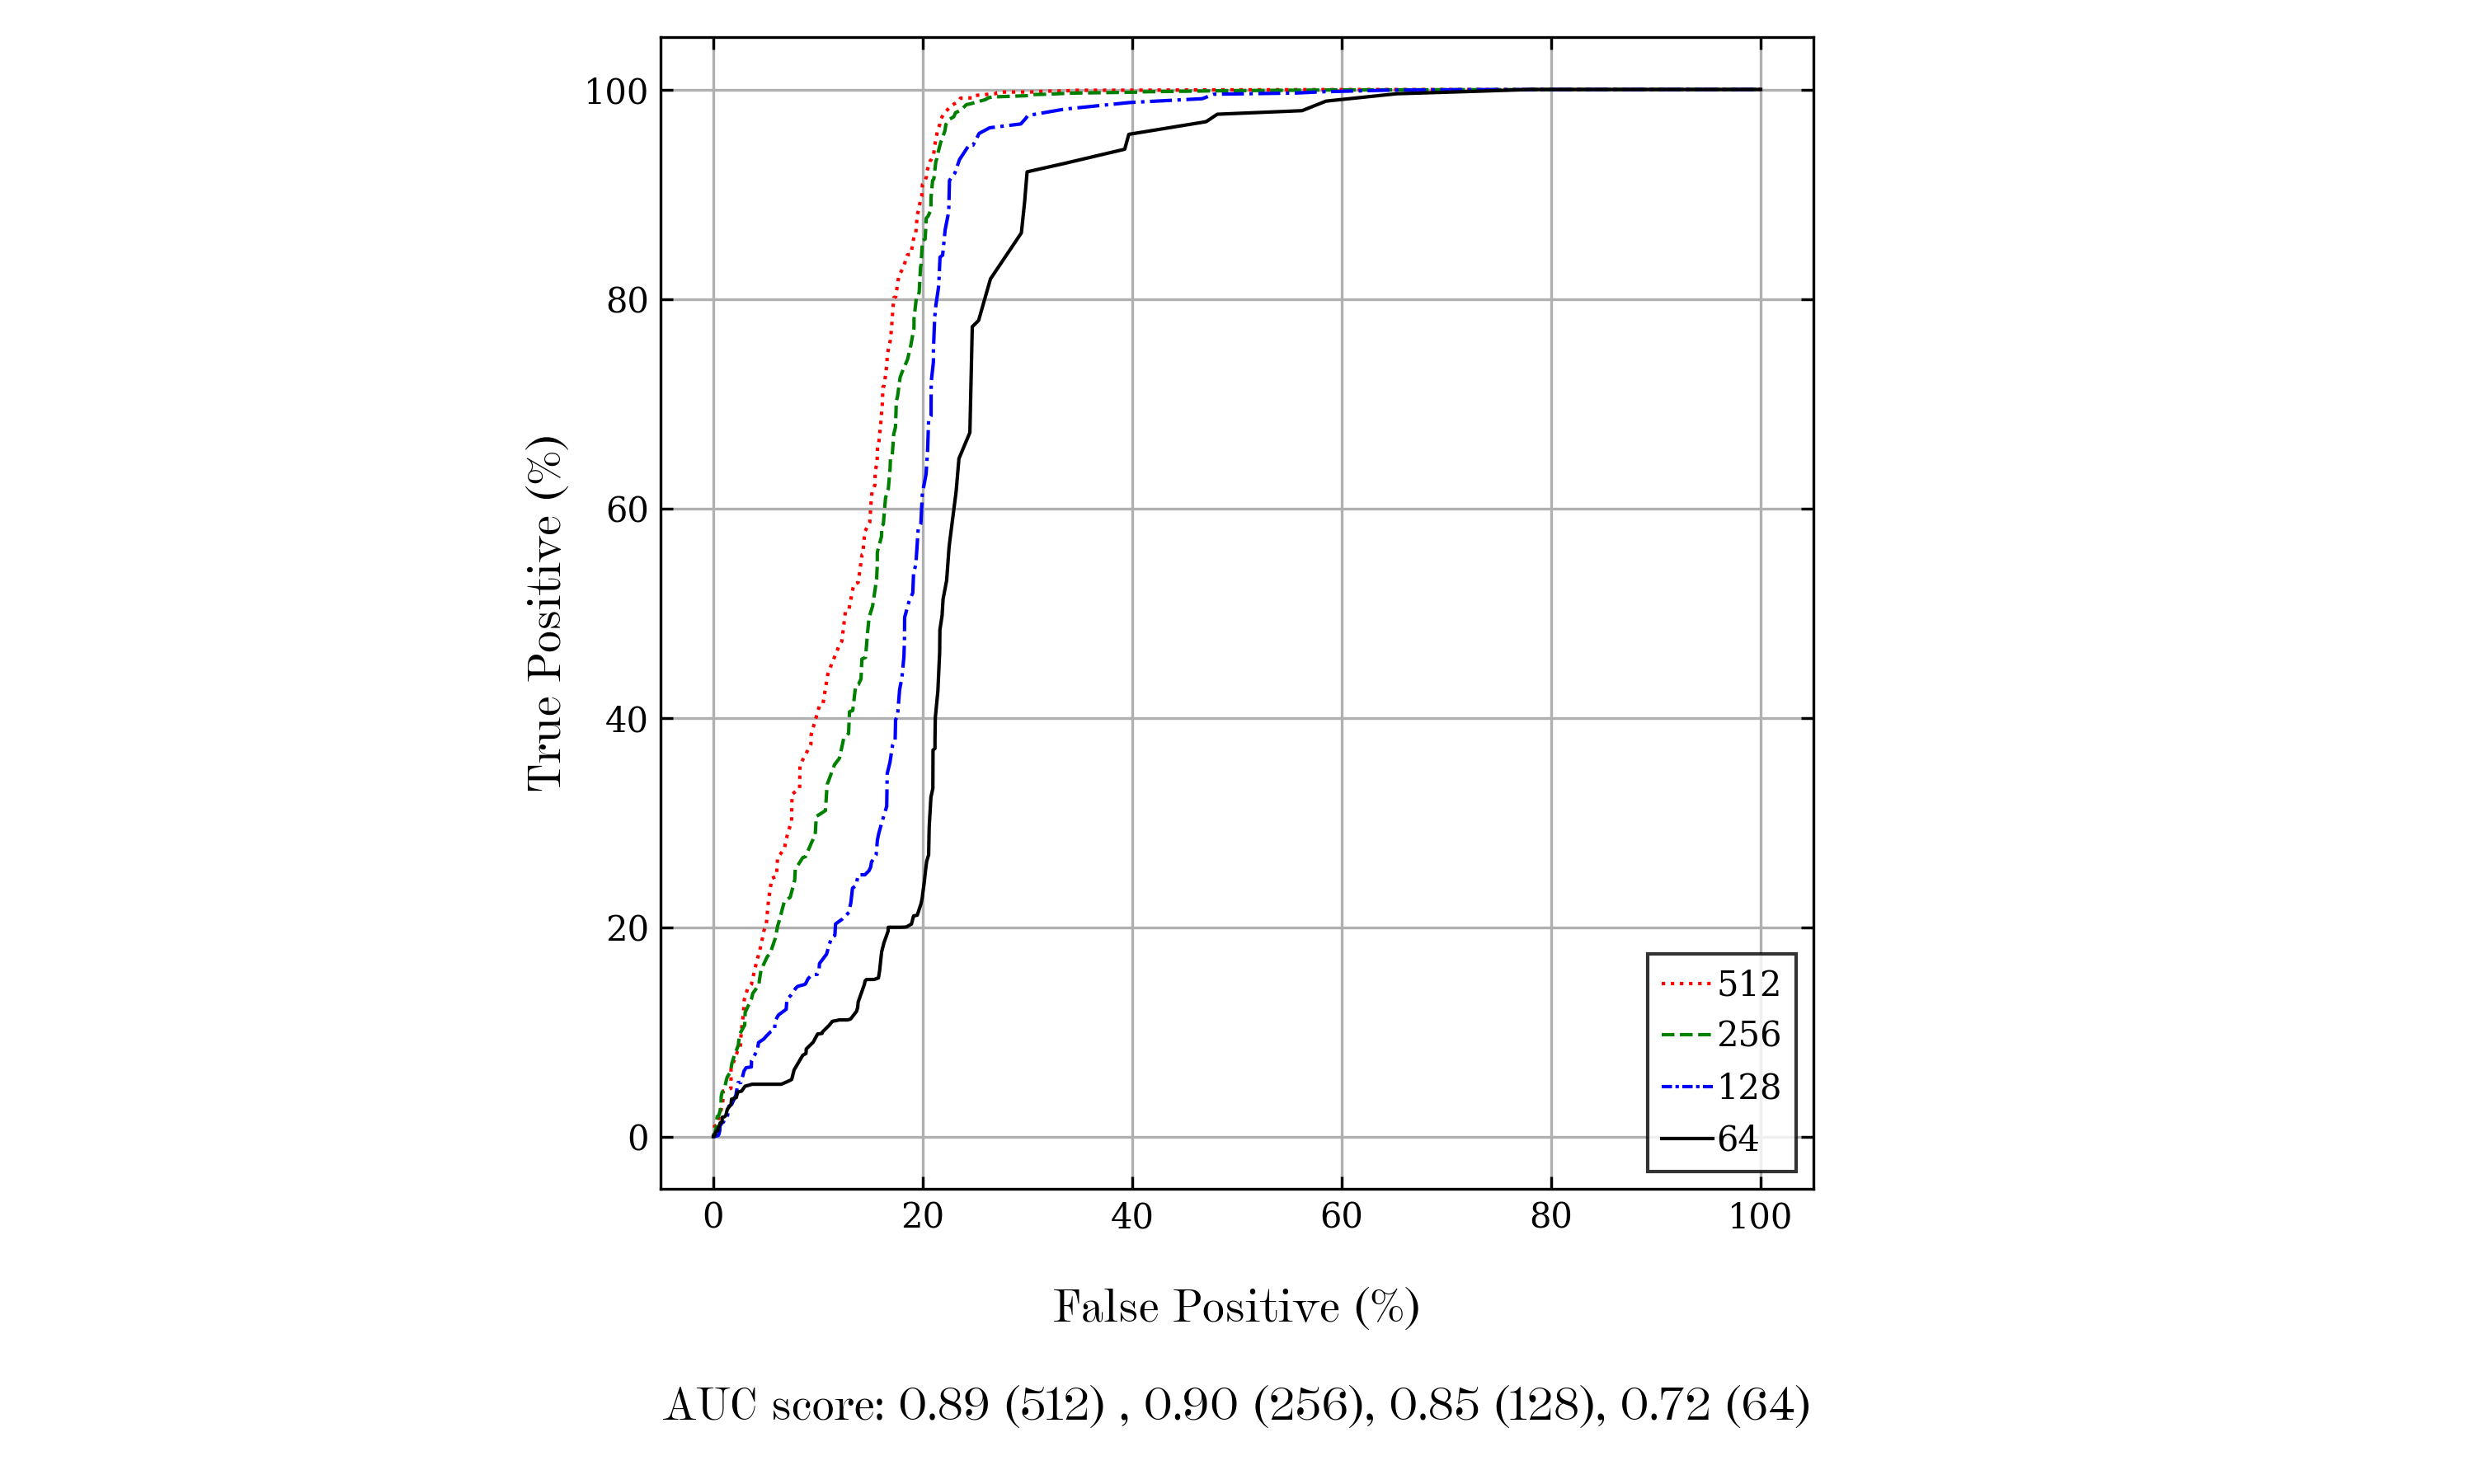 100
80
60
40
20
0
True Positive (%)
512
256
128
64
0 20 40 60 80 100
False Positive (%)
AUC score: 0.89 (512) , 0.90 (256), 0.85 (128), 0.72 (64)